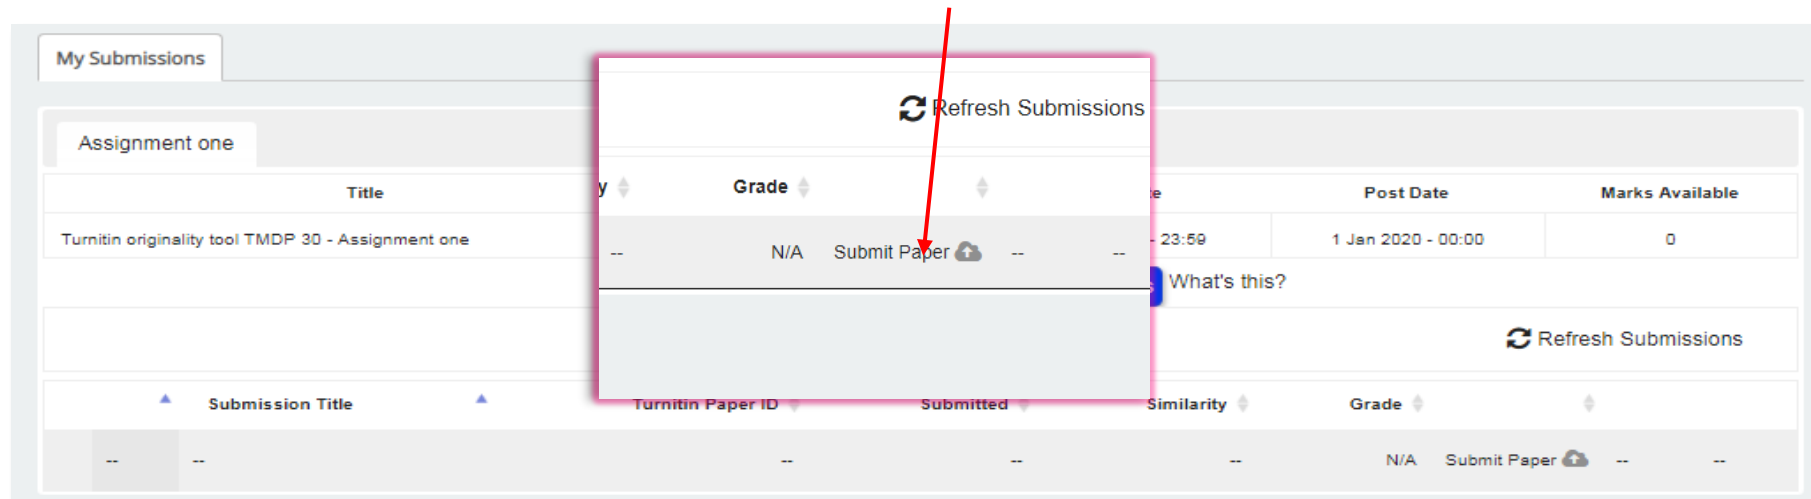 My Submissions
Refresh Submissions
Assignment one
y Grade
Title
Post Date Marks Available
Turnitin originality tool TMDP 30 - Assignment one
- 23:59 1 Jan 2020 - 00:00 0
-- N/A Submit Paper -- --
What's this?
Refresh Submissions
Submission Title Turnitin Paper ID Submitted Similarity Grade
-- -- -- -- -- N/A Submit Paper -- --